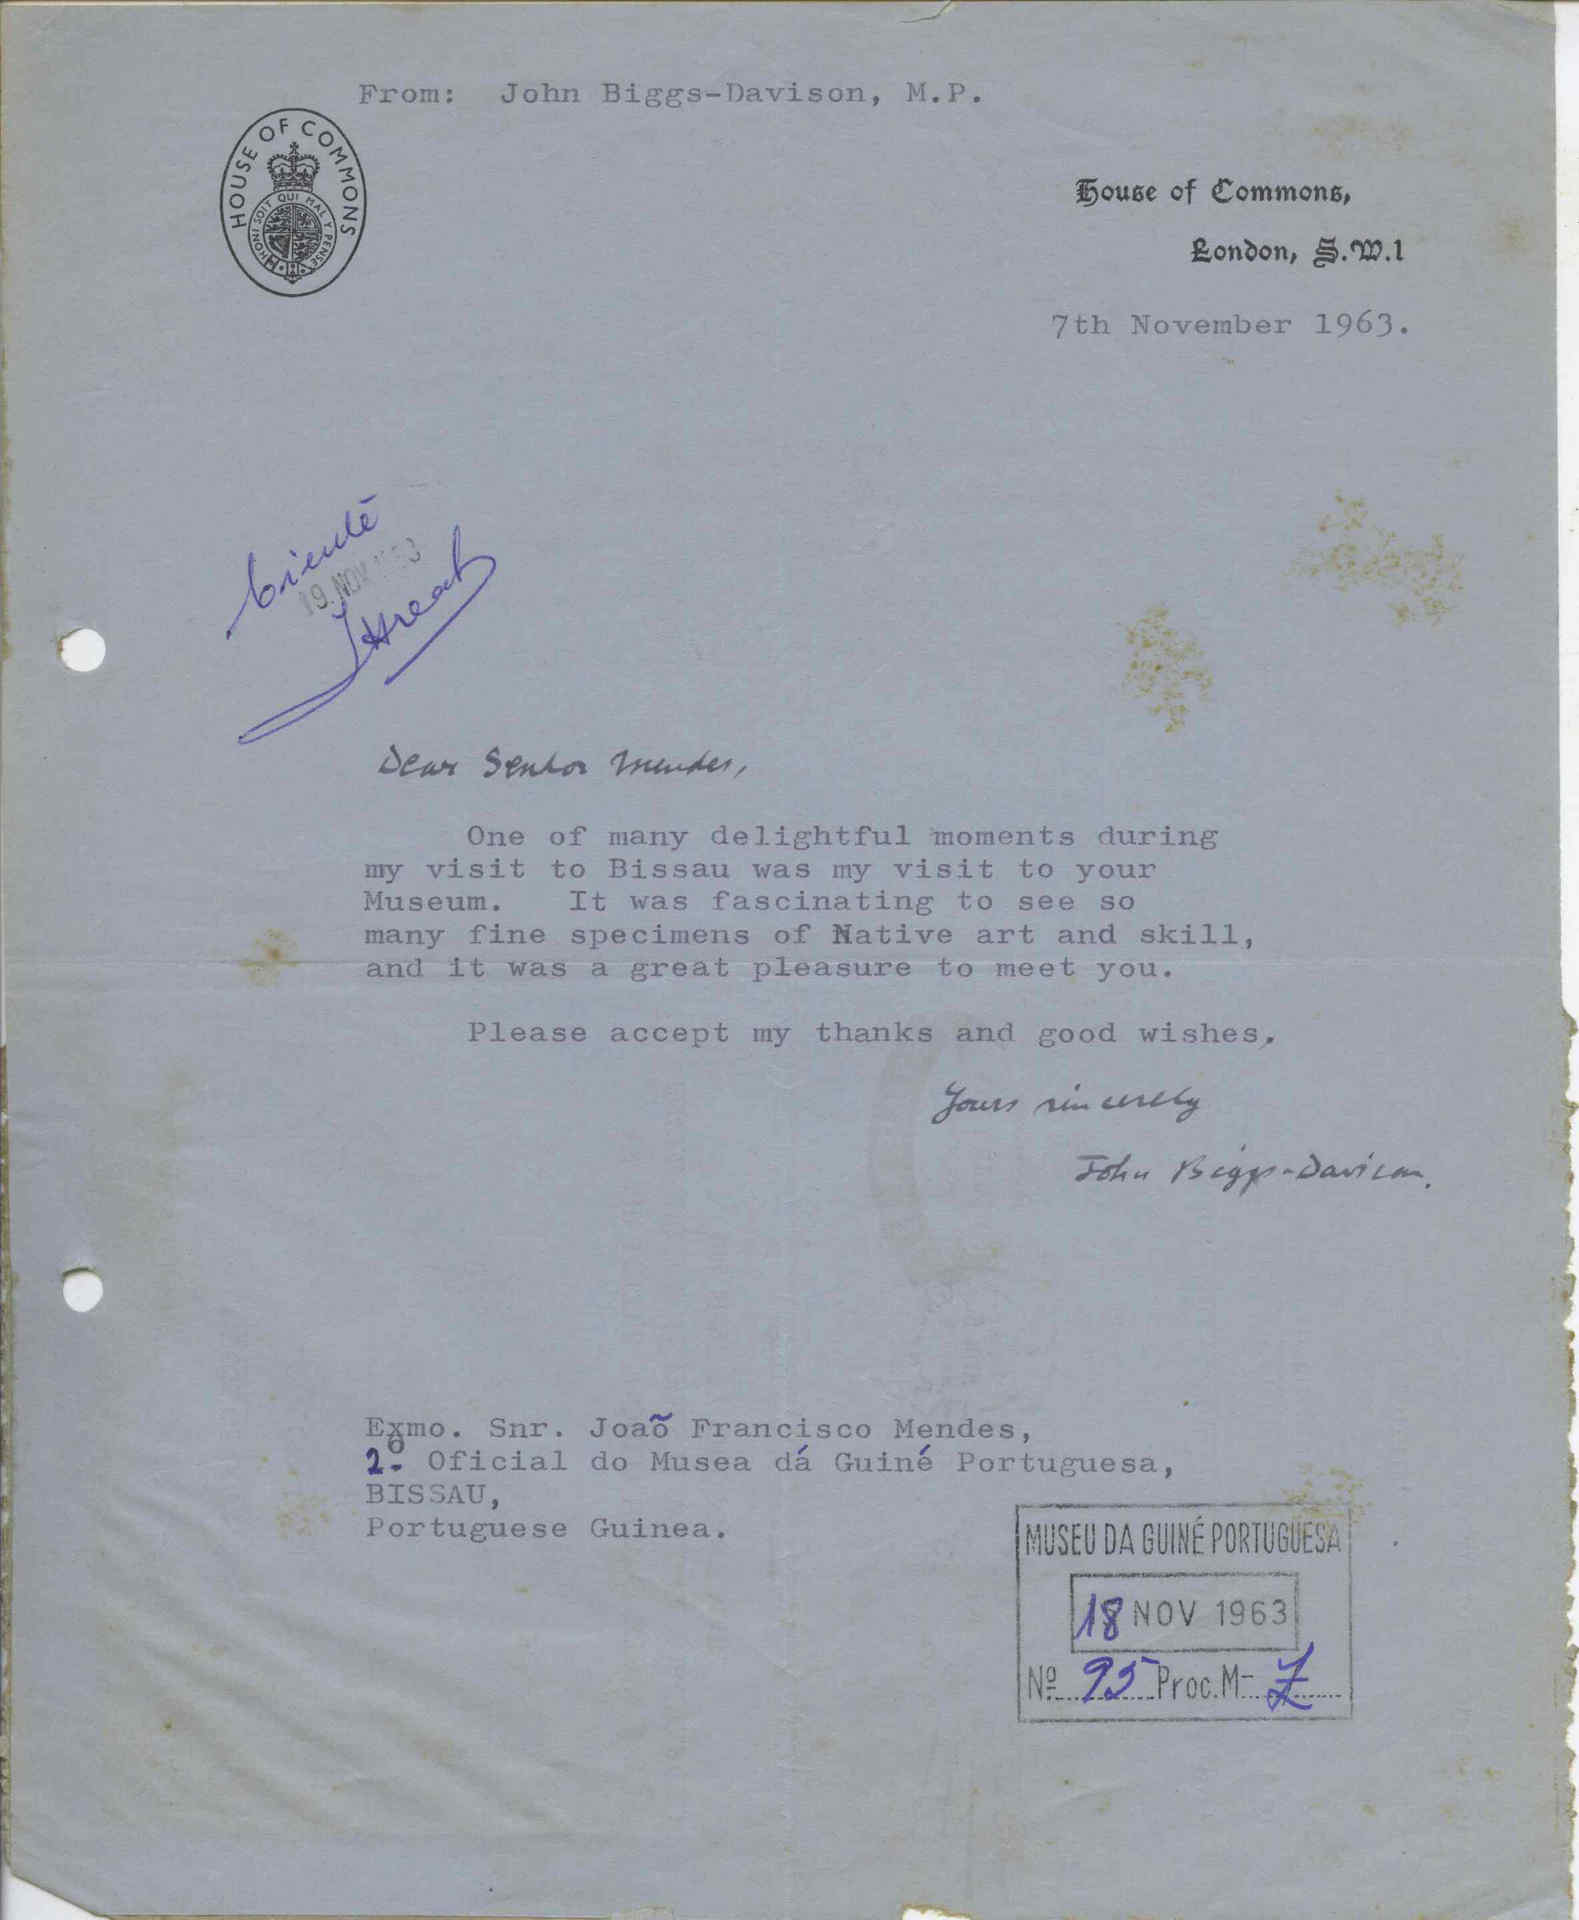 From: John Biggs-Davison, M.P.
HOUSE OF COMMONS
HONI SOIT QUI MAL Y PENSE
House of Commons,
London, S.W.1
7th November 1963.
Ciente
19 NOV 1963
Dear Senhor Mendes,
One of many delightful moments during
my visit to Bissau was my visit to your
Museum. It was fascinating to see so
many fine specimens of Native art and skill,
and it was a great pleasure to meet you.
Please accept my thanks and good wishes.
Yours sincerely
John Biggs-Davison.
Exmo. Snr. Joaõ Francisco Mendes,
2º Oficial do Musea dá Guiné Portuguesa,
BISSAU,
Portuguese Guinea.
MUSEU DA GUINÉ PORTUGUESA
18 NOV 1963
Nº 95 Proc. M- Z